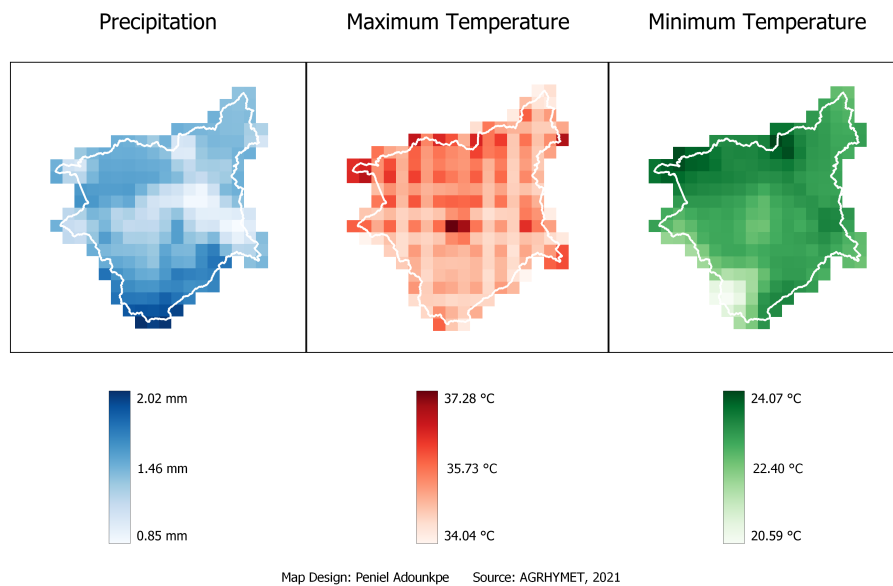 Precipitation
Maximum Temperature
Minimum Temperature
2.02 mm
1.46 mm
0.85 mm
37.28 °C
35.73 °C
34.04 °C
24.07 °C
22.40 °C
20.59 °C
Map Design: Peniel Adounkpe Source: AGRHYMET, 2021